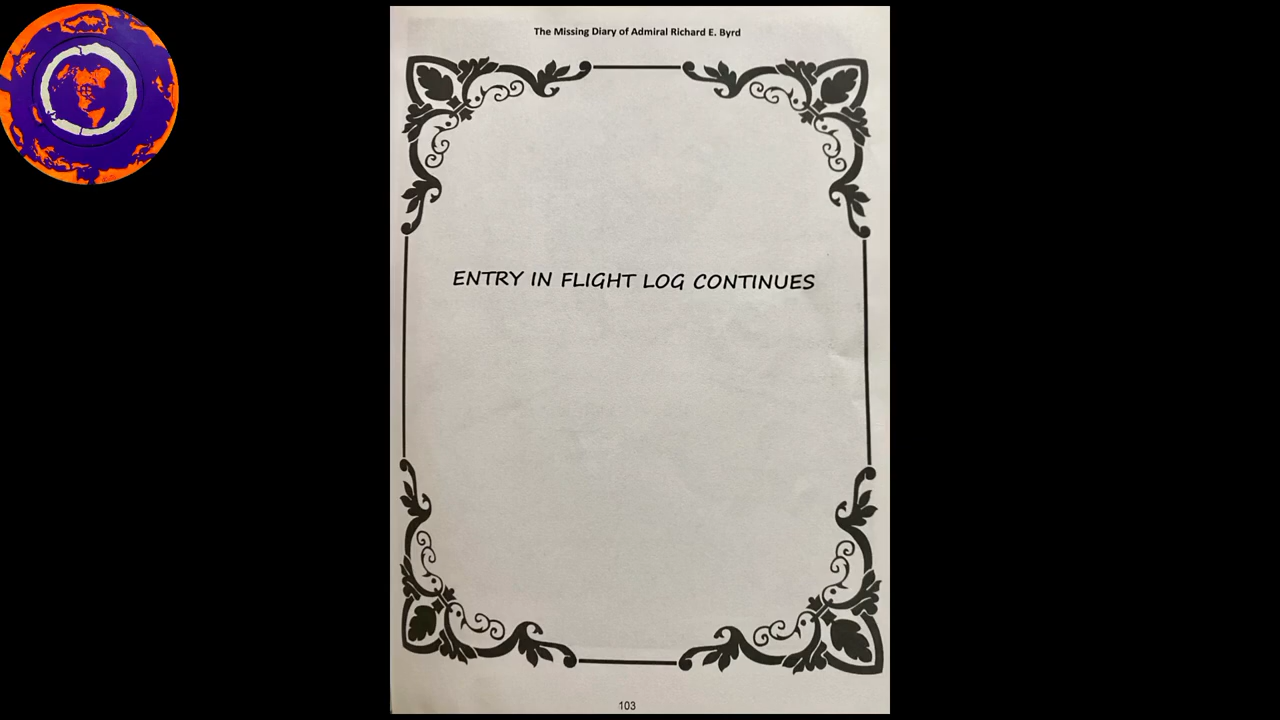 The Missing Diary of Admiral Richard E. Byrd
ENTRY IN FLIGHT LOG CONTINUES
103